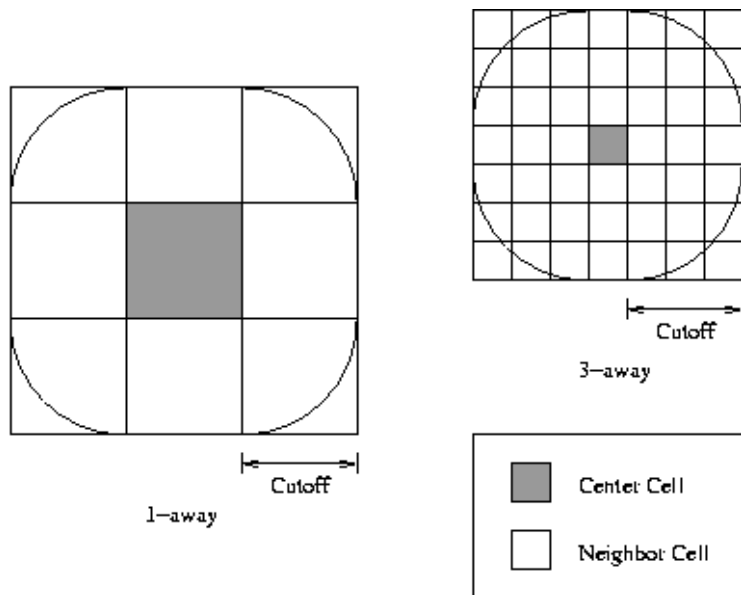 Cutoff
1-away
Cutoff
3-away
Center Cell
Neighbor Cell